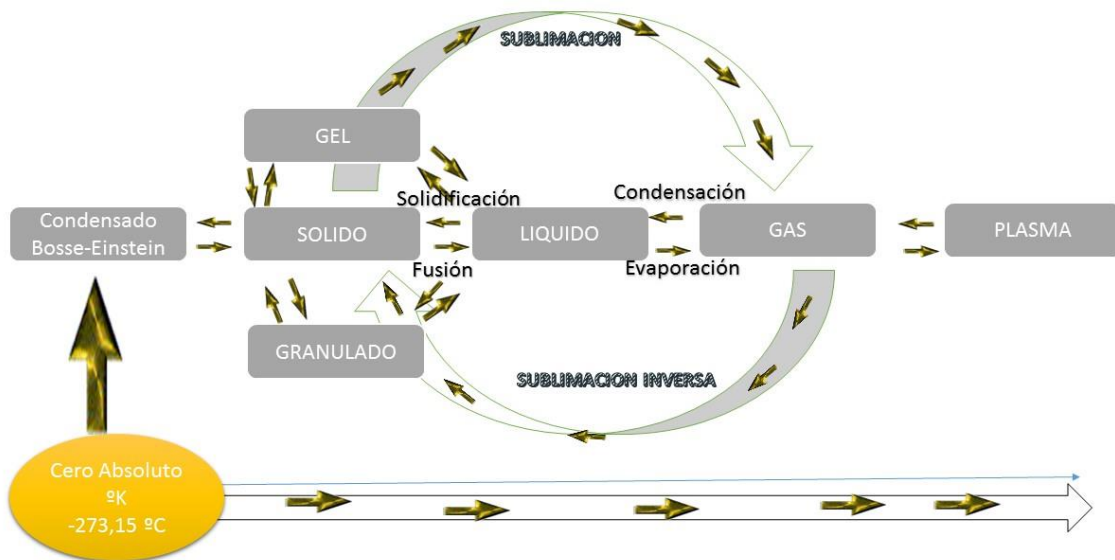 SUBLIMACION
GEL
Solidificación
Condensación
Condensado
Bosse-Einstein
SOLIDO
LIQUIDO
GAS
PLASMA
Fusión
Evaporación
GRANULADO
SUBLIMACION INVERSA
Cero Absoluto
ºK
-273,15 ºC